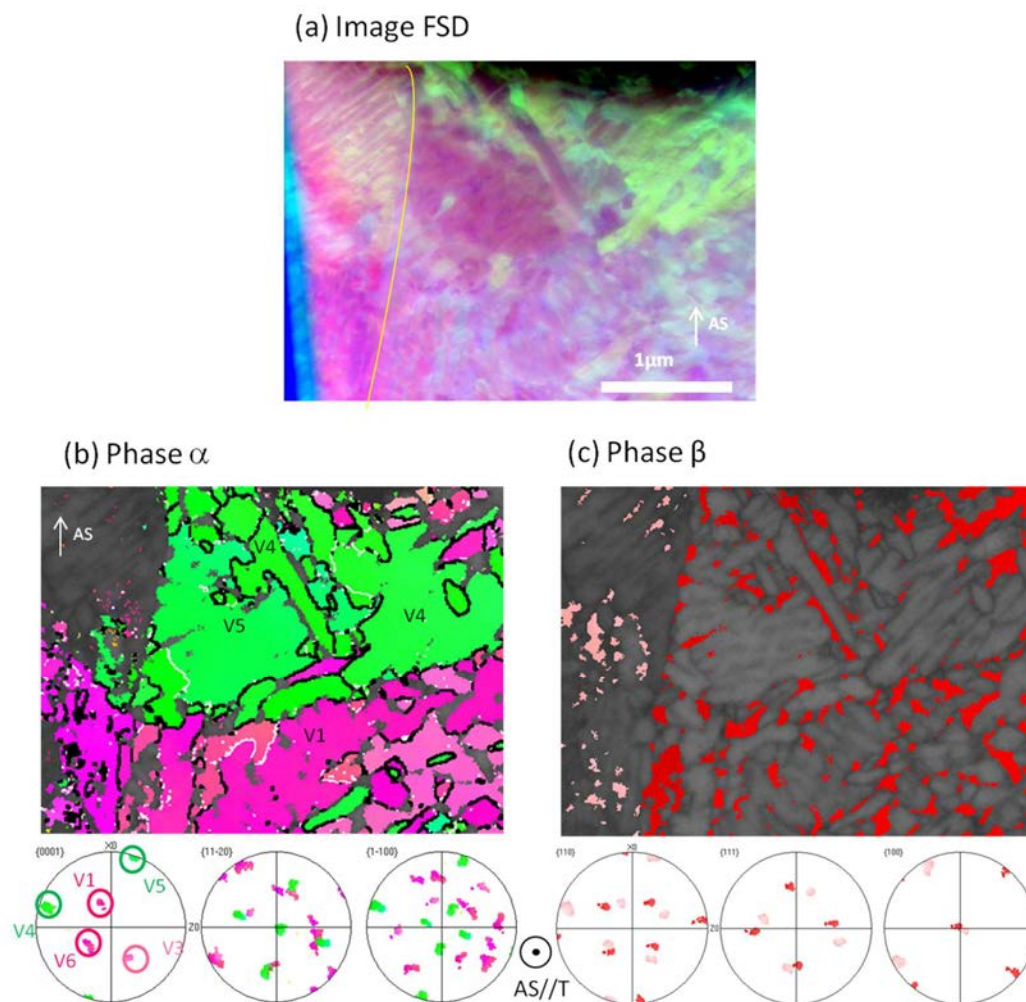 (a) Image FSD
AS
1μm
(b) Phase α
(c) Phase β
AS
V4
V5
V4
V1
{0001}
X0
{11-20}
{1-100}
{110}
X0
{111}
{100}
V1
V5
V4
Z0
Z0
V6
V3
AS//T